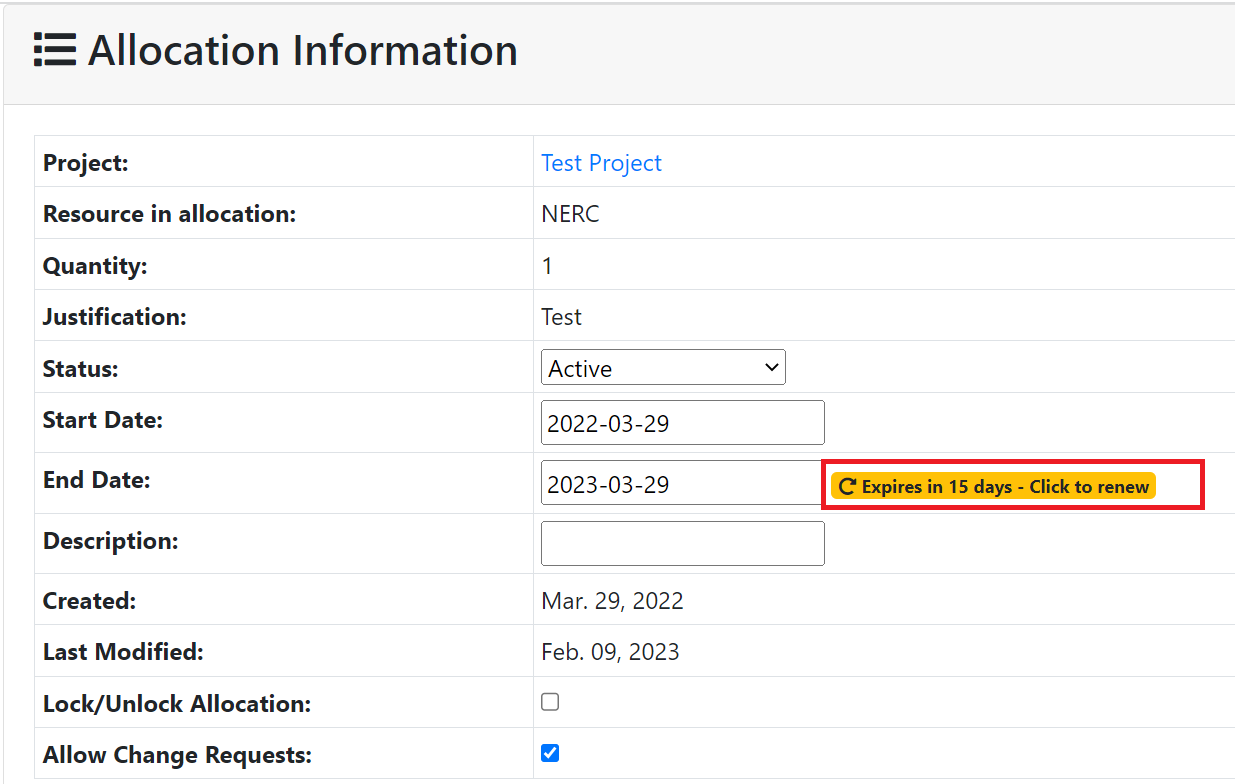 Allocation Information
Project: Test Project
Resource in allocation: NERC
Quantity: 1
Justification: Test
Status: Active
Start Date: 2022-03-29
End Date: 2023-03-29 Expires in 15 days - Click to renew
Description:
Created: Mar. 29, 2022
Last Modified: Feb. 09, 2023
Lock/Unlock Allocation:
Allow Change Requests: